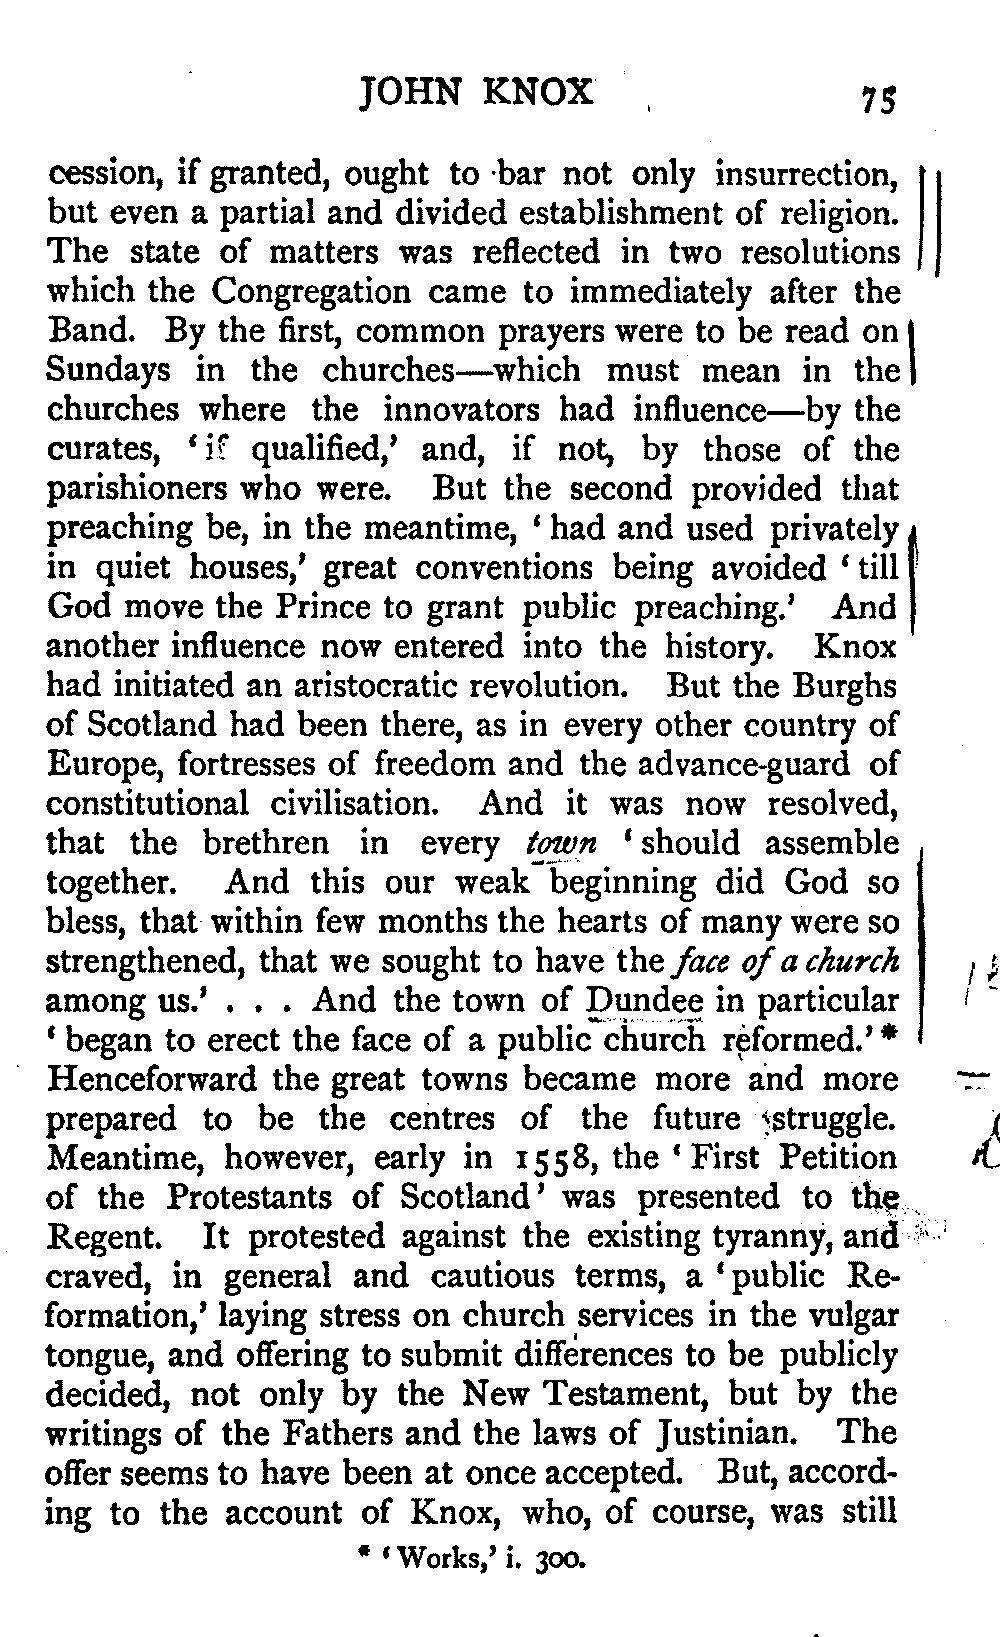 JOHN KNOX 75
cession, if granted, ought to bar not only insurrection,
but even a partial and divided establishment of religion.
The state of matters was reflected in two resolutions
which the Congregation came to immediately after the
Band. By the first, common prayers were to be read on
Sundays in the churches—which must mean in the
churches where the innovators had influence—by the
curates, ‘if qualified,’ and, if not, by those of the
parishioners who were. But the second provided that
preaching be, in the meantime, ‘had and used privately
in quiet houses,’ great conventions being avoided ‘till
God move the Prince to grant public preaching.’ And
another influence now entered into the history. Knox
had initiated an aristocratic revolution. But the Burghs
of Scotland had been there, as in every other country of
Europe, fortresses of freedom and the advance-guard of
constitutional civilisation. And it was now resolved,
that the brethren in every town ‘should assemble
together. And this our weak beginning did God so
bless, that within few months the hearts of many were so
strengthened, that we sought to have the face of a church
among us.’ . . . And the town of Dundee in particular
‘began to erect the face of a public church reformed.’*
Henceforward the great towns became more and more
prepared to be the centres of the future struggle.
Meantime, however, early in 1558, the ‘First Petition
of the Protestants of Scotland’ was presented to the
Regent. It protested against the existing tyranny, and
craved, in general and cautious terms, a ‘public Re-
formation,’ laying stress on church services in the vulgar
tongue, and offering to submit differences to be publicly
decided, not only by the New Testament, but by the
writings of the Fathers and the laws of Justinian. The
offer seems to have been at once accepted. But, accord-
ing to the account of Knox, who, of course, was still
* ‘Works,’ i. 300.